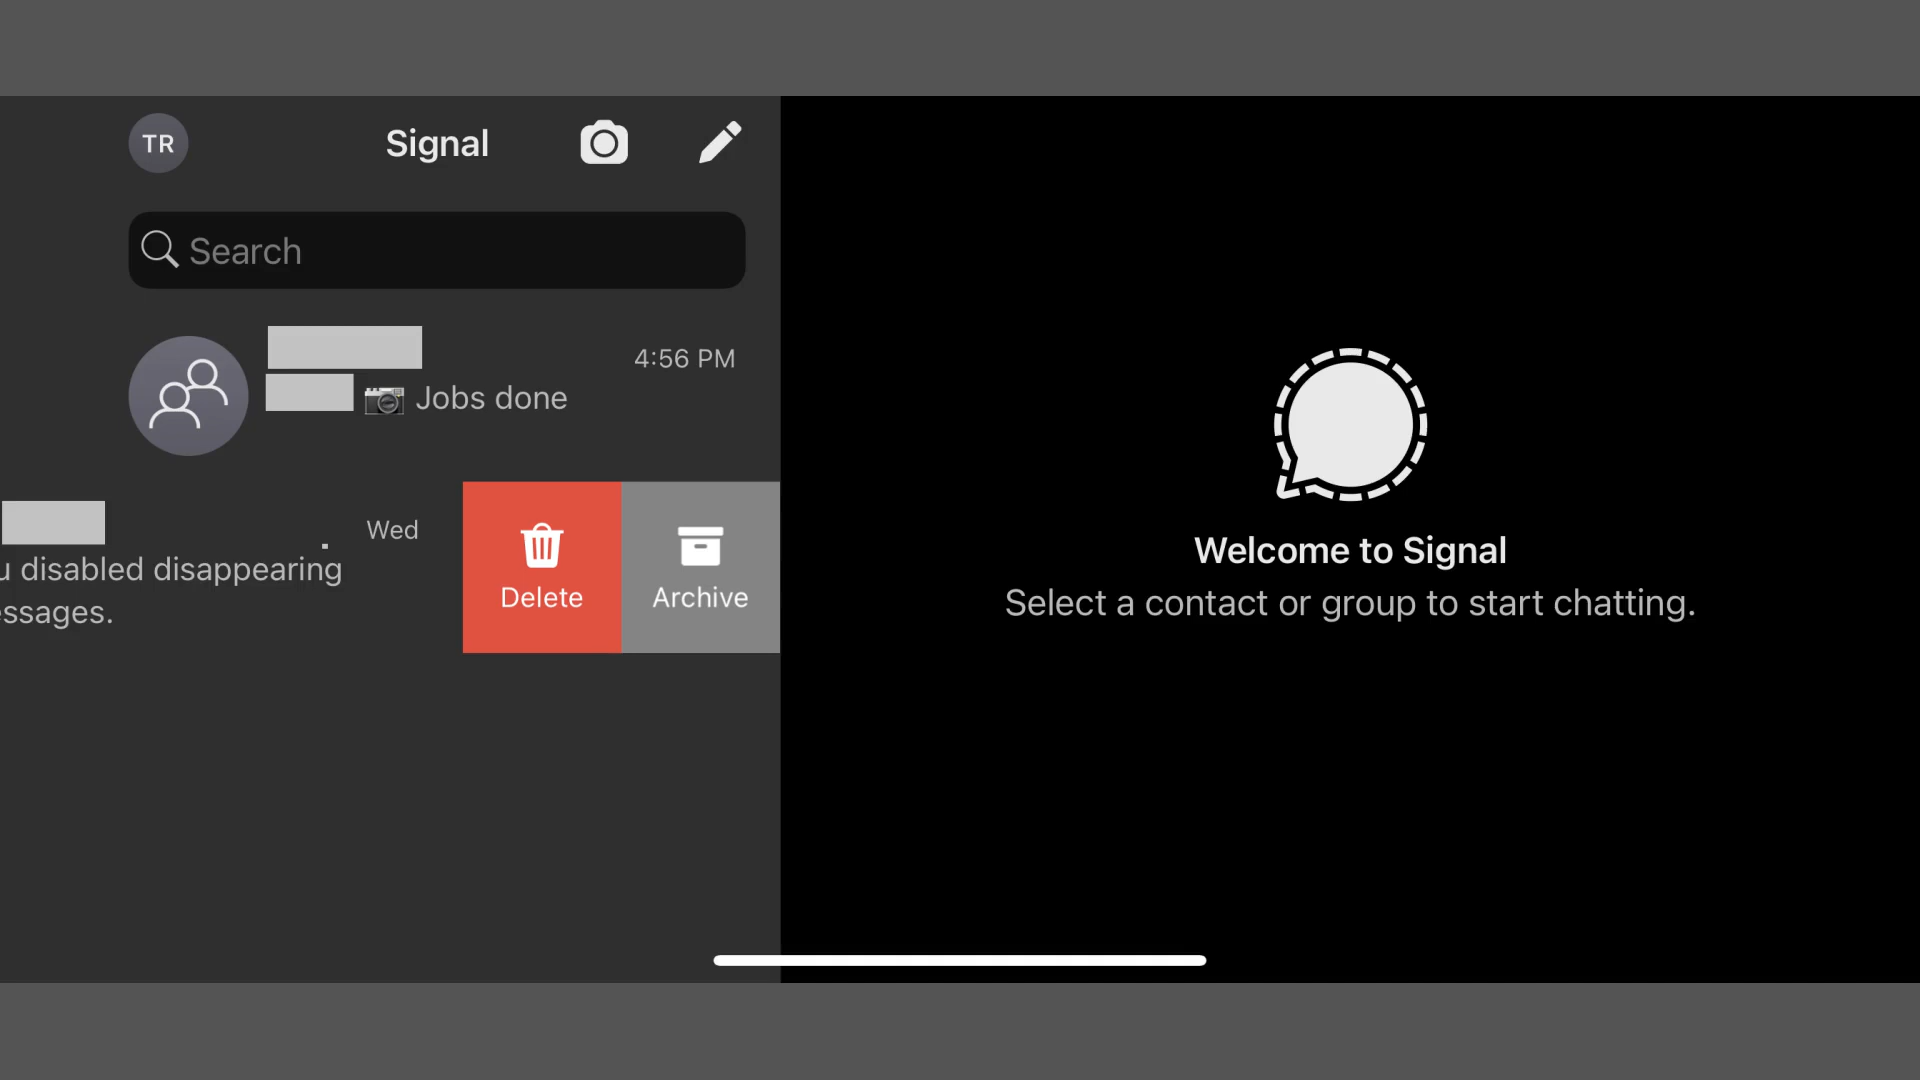 TR
Signal
Search
4:56 PM
Jobs done
Wed
u disabled disappearing
essages.
Delete
Archive
Welcome to Signal
Select a contact or group to start chatting.